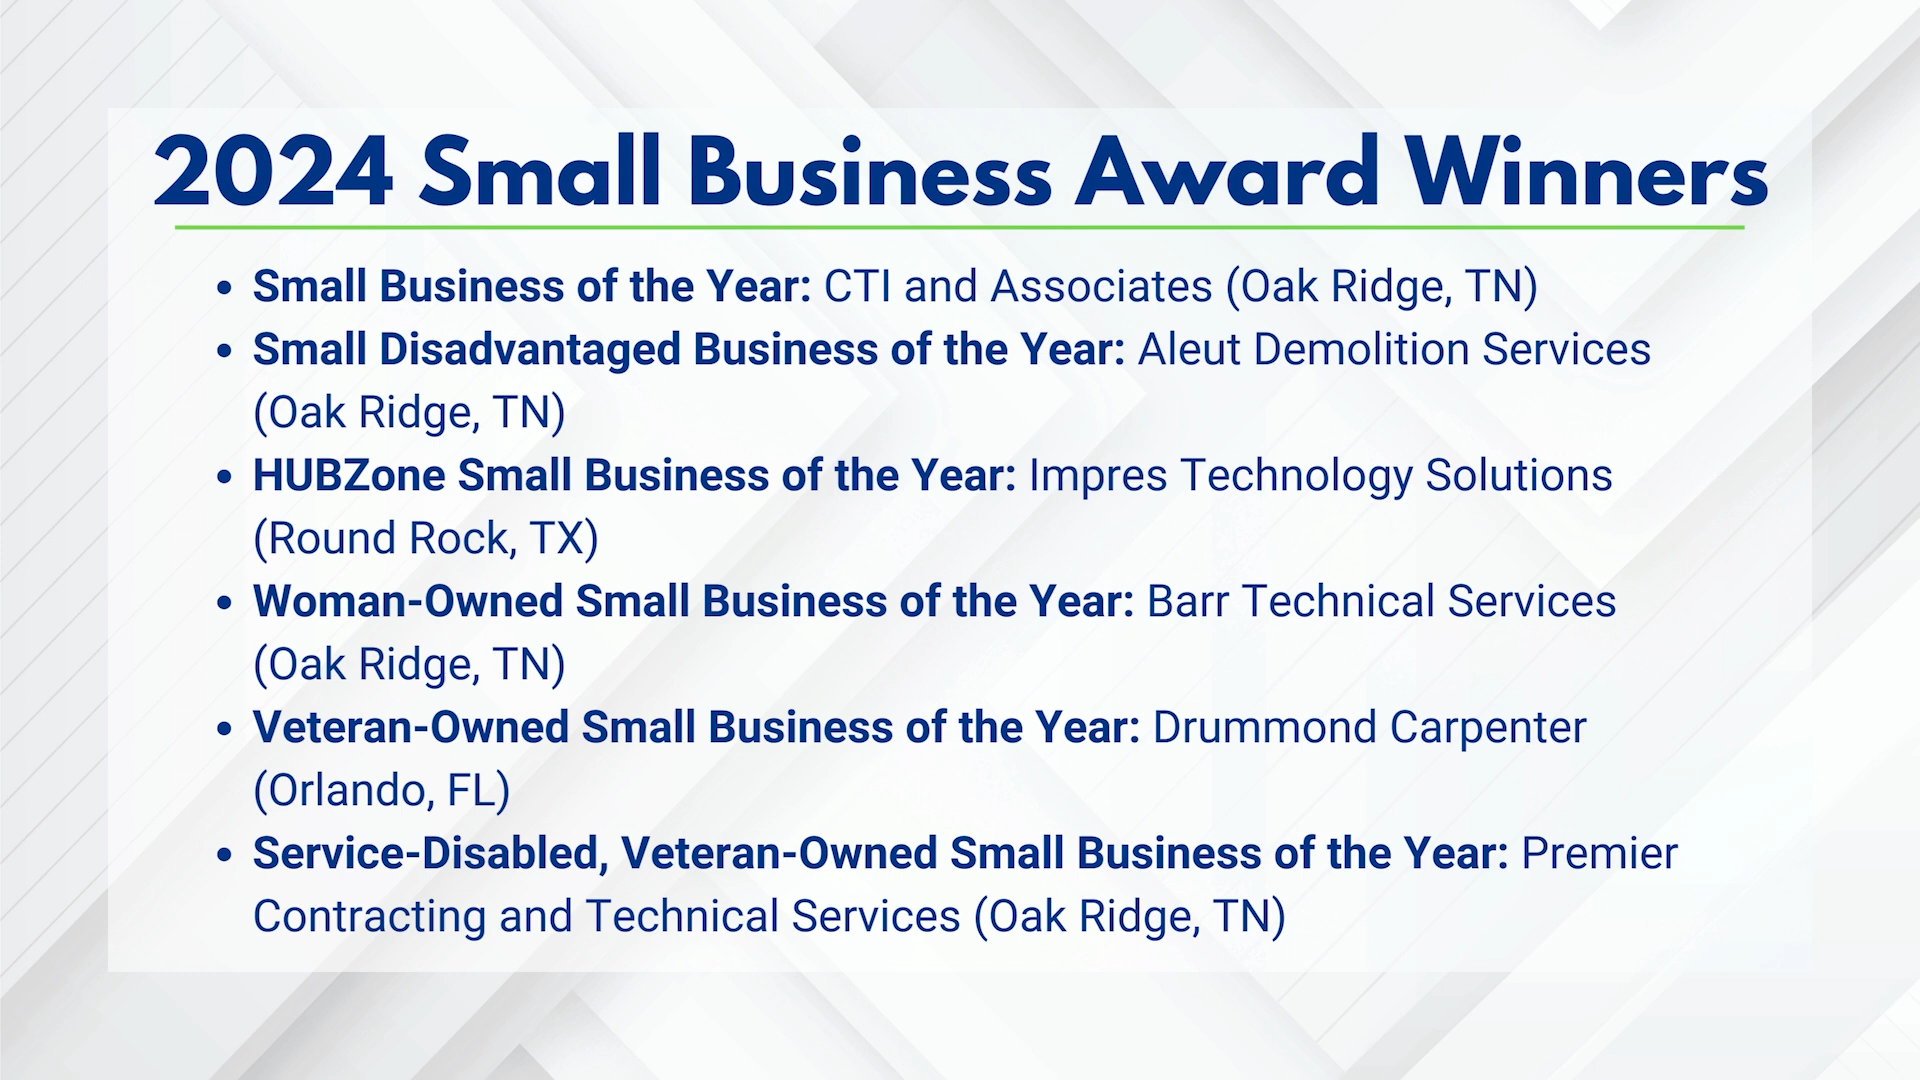 2024 Small Business Award Winners
• Small Business of the Year: CTI and Associates (Oak Ridge, TN)
• Small Disadvantaged Business of the Year: Aleut Demolition Services
(Oak Ridge, TN)
• HUBZone Small Business of the Year: Impres Technology Solutions
(Round Rock, TX)
• Woman-Owned Small Business of the Year: Barr Technical Services
(Oak Ridge, TN)
• Veteran-Owned Small Business of the Year: Drummond Carpenter
(Orlando, FL)
• Service-Disabled, Veteran-Owned Small Business of the Year: Premier
Contracting and Technical Services (Oak Ridge, TN)